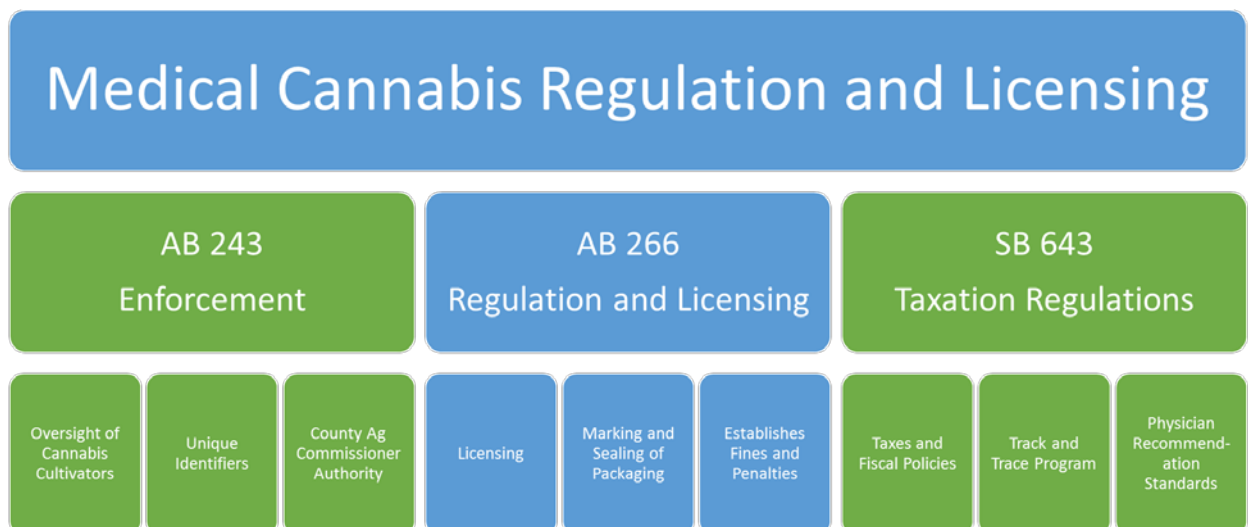 Medical Cannabis Regulation and Licensing
AB 243
Enforcement
AB 266
Regulation and Licensing
SB 643
Taxation Regulations
Oversight of
Cannabis
Cultivators
Unique
Identifiers
County Ag
Commissioner
Authority
Licensing
Marking and
Sealing of
Packaging
Establishes
Fines and
Penalties
Taxes and
Fiscal Policies
Track and
Trace Program
Physician
Recommend-
ation
Standards